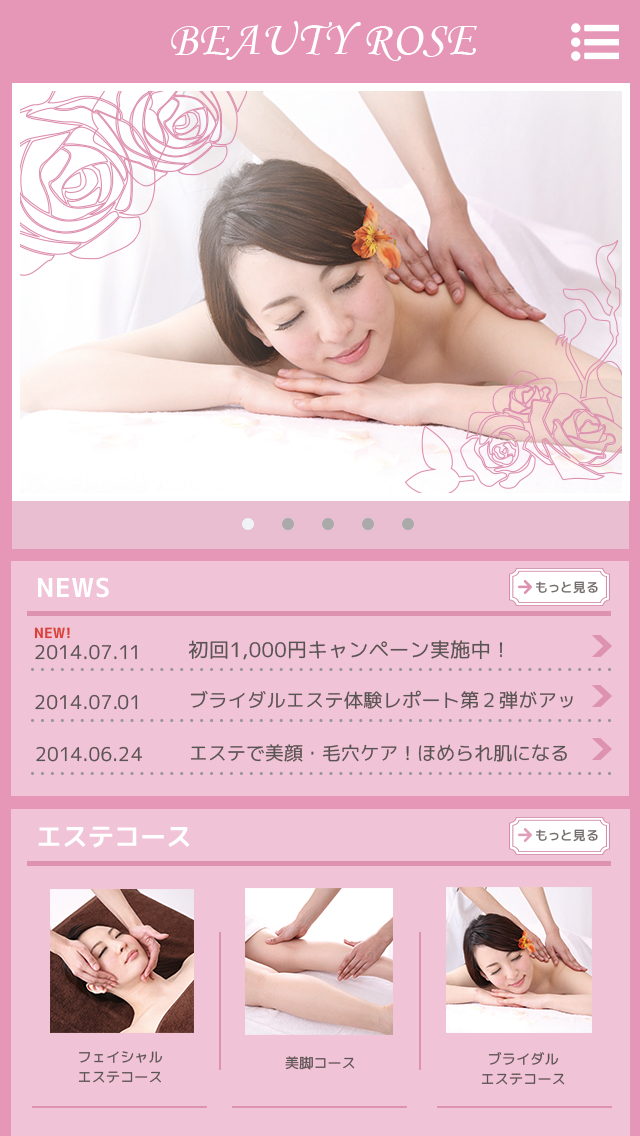 BEAUTY ROSE
NEWS
もっと見る
NEW!
2014.07.11 初回1,000円キャンペーン実施中！
2014.07.01 ブライダルエステ体験レポート第２弾がアッ
2014.06.24 エステで美顔・毛穴ケア！ほめられ肌になる
エステコース
もっと見る
フェイシャル
エステコース
美脚コース
ブライダル
エステコース